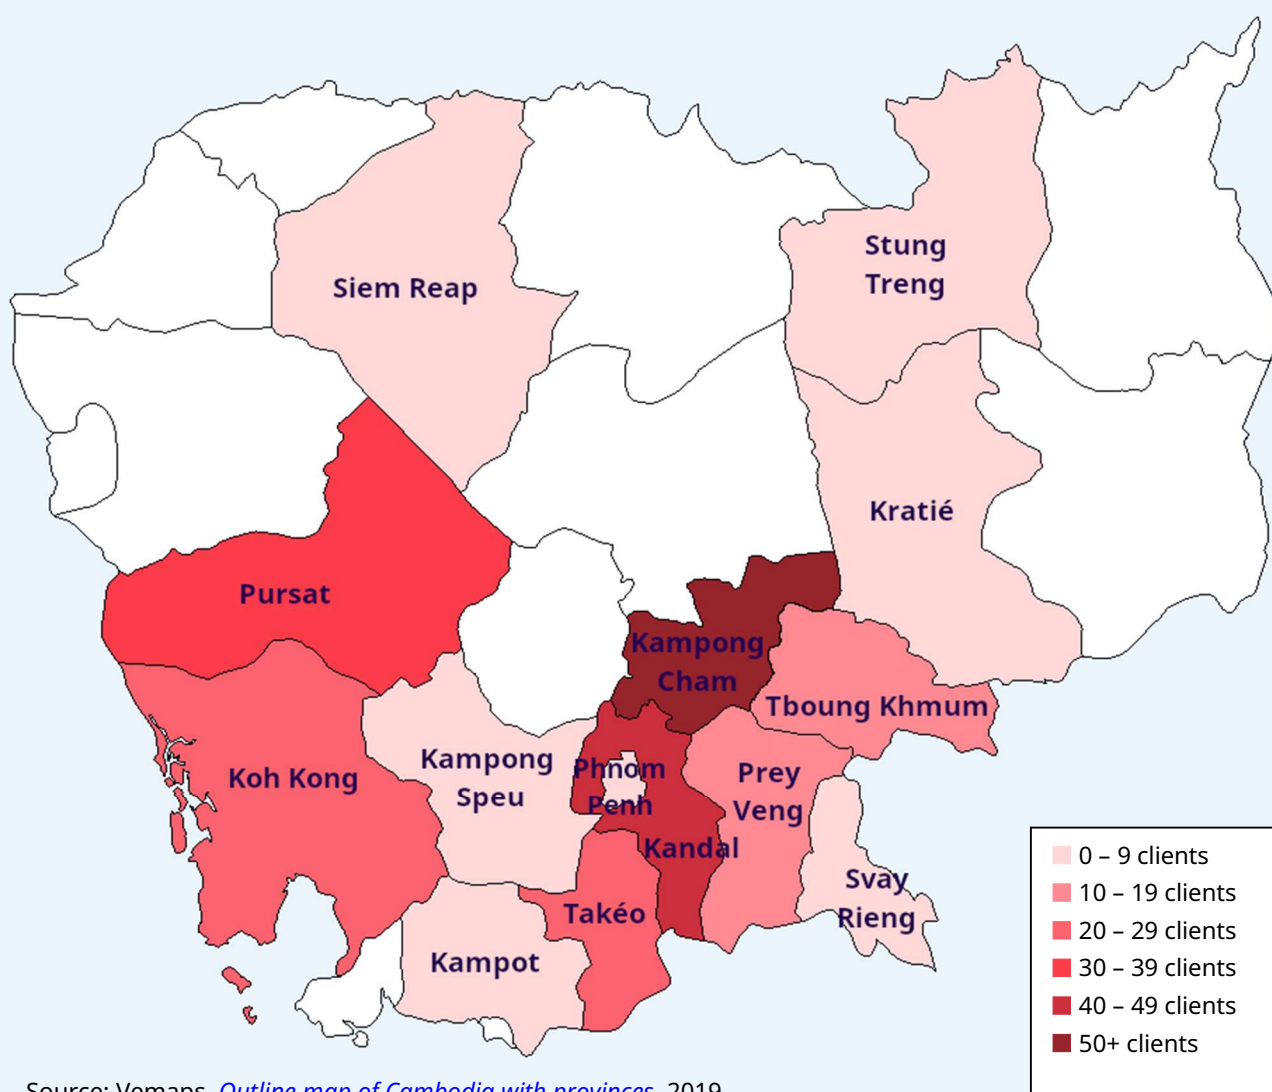 Stung
Treng
Siem Reap
Kratié
Pursat
Kampong
Cham
Tboung Khmum
Koh Kong
Kampong
Speu
Phnom
Penh
Prey
Veng
Kandal
Svay
Rieng
Takéo
Kampot
0 – 9 clients
10 – 19 clients
20 – 29 clients
30 – 39 clients
40 – 49 clients
50+ clients
Source: Vemaps, Outline map of Cambodia with provinces, 2019